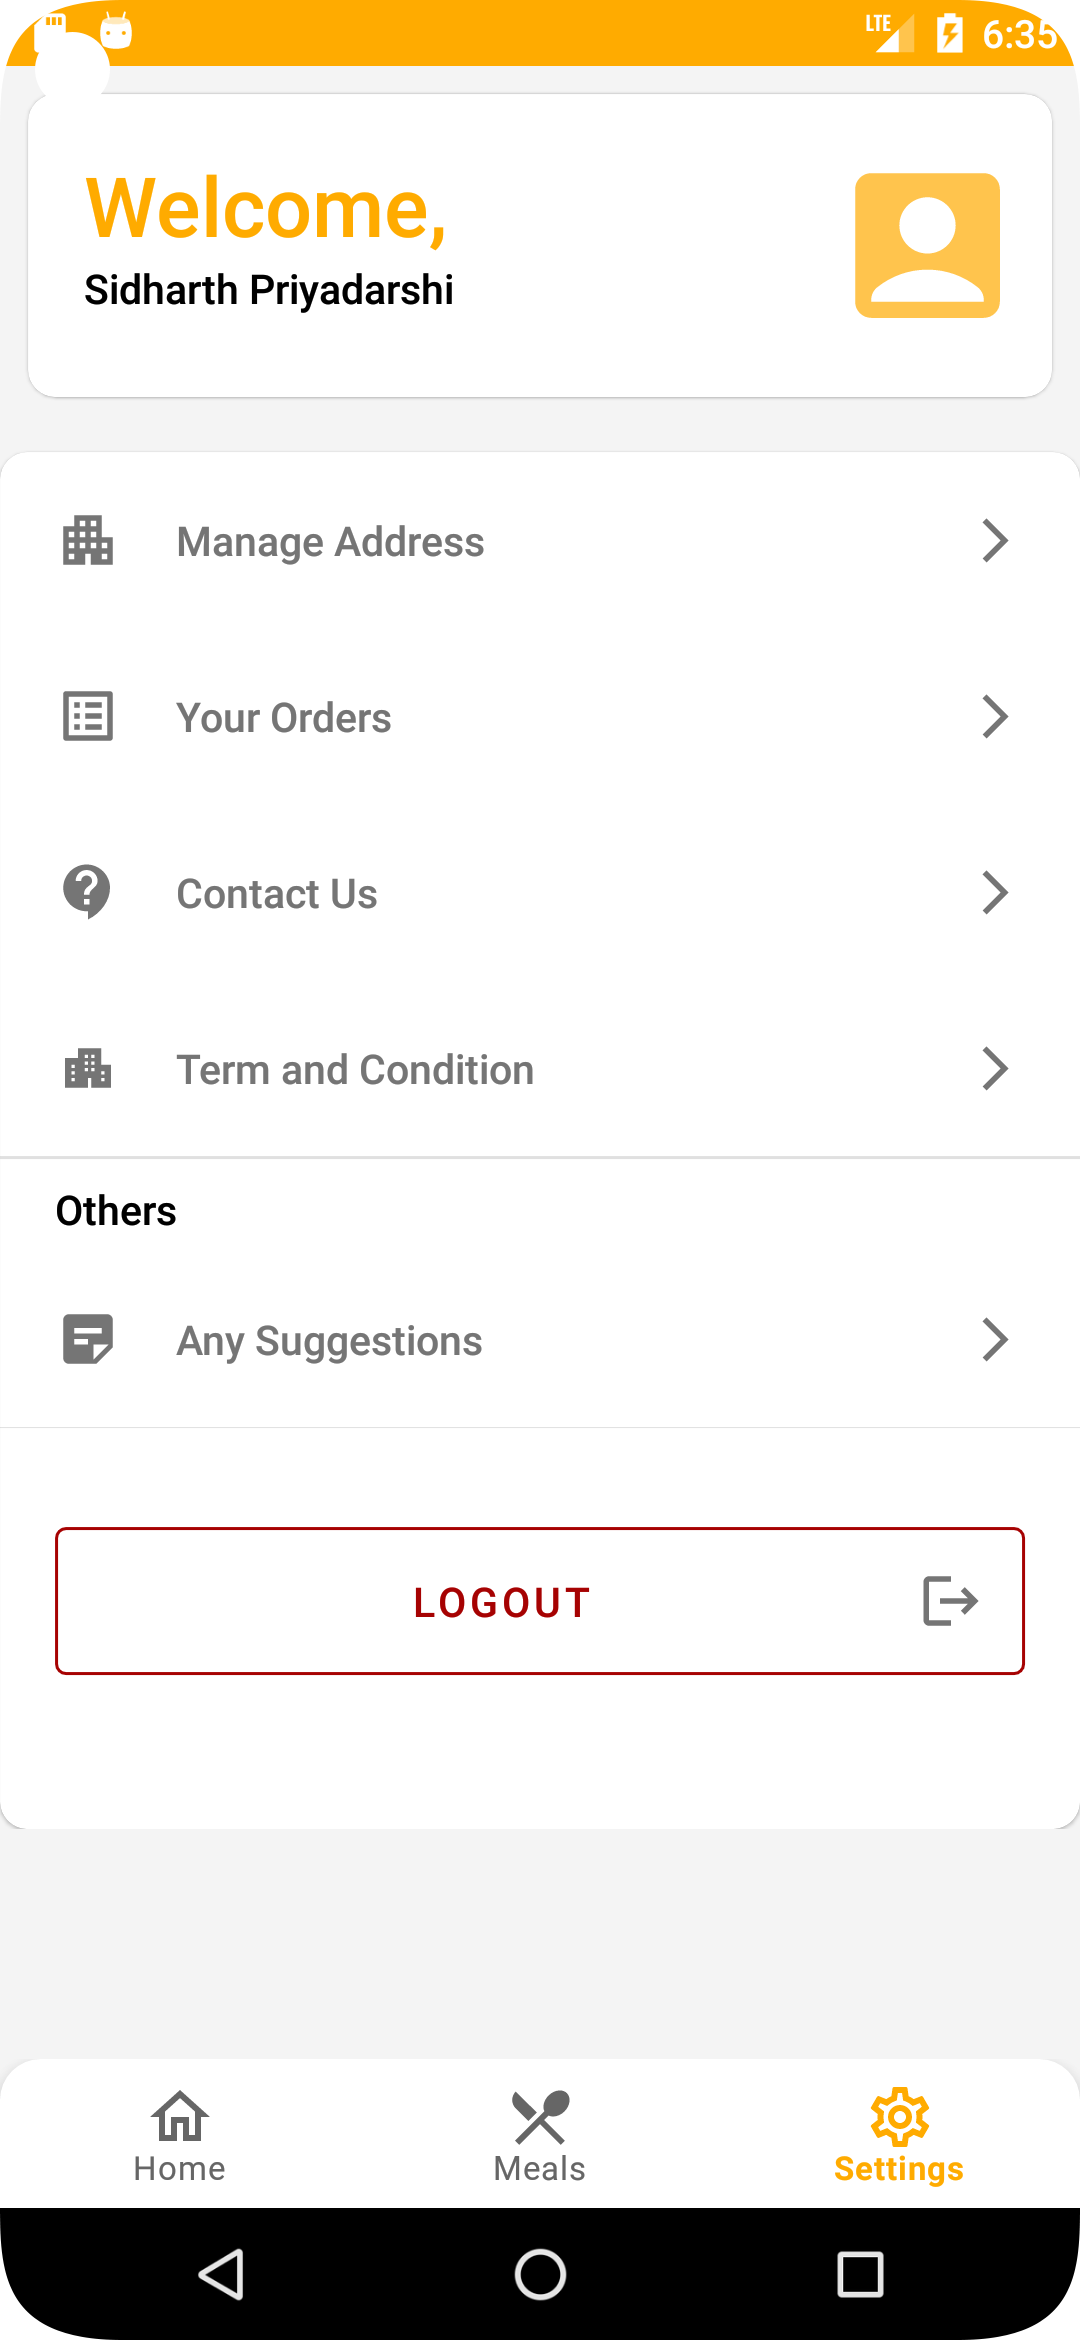 LTE 6:35
Welcome,
Sidharth Priyadarshi
Manage Address
Your Orders
Contact Us
Term and Condition
Others
Any Suggestions
LOGOUT
Home Meals Settings